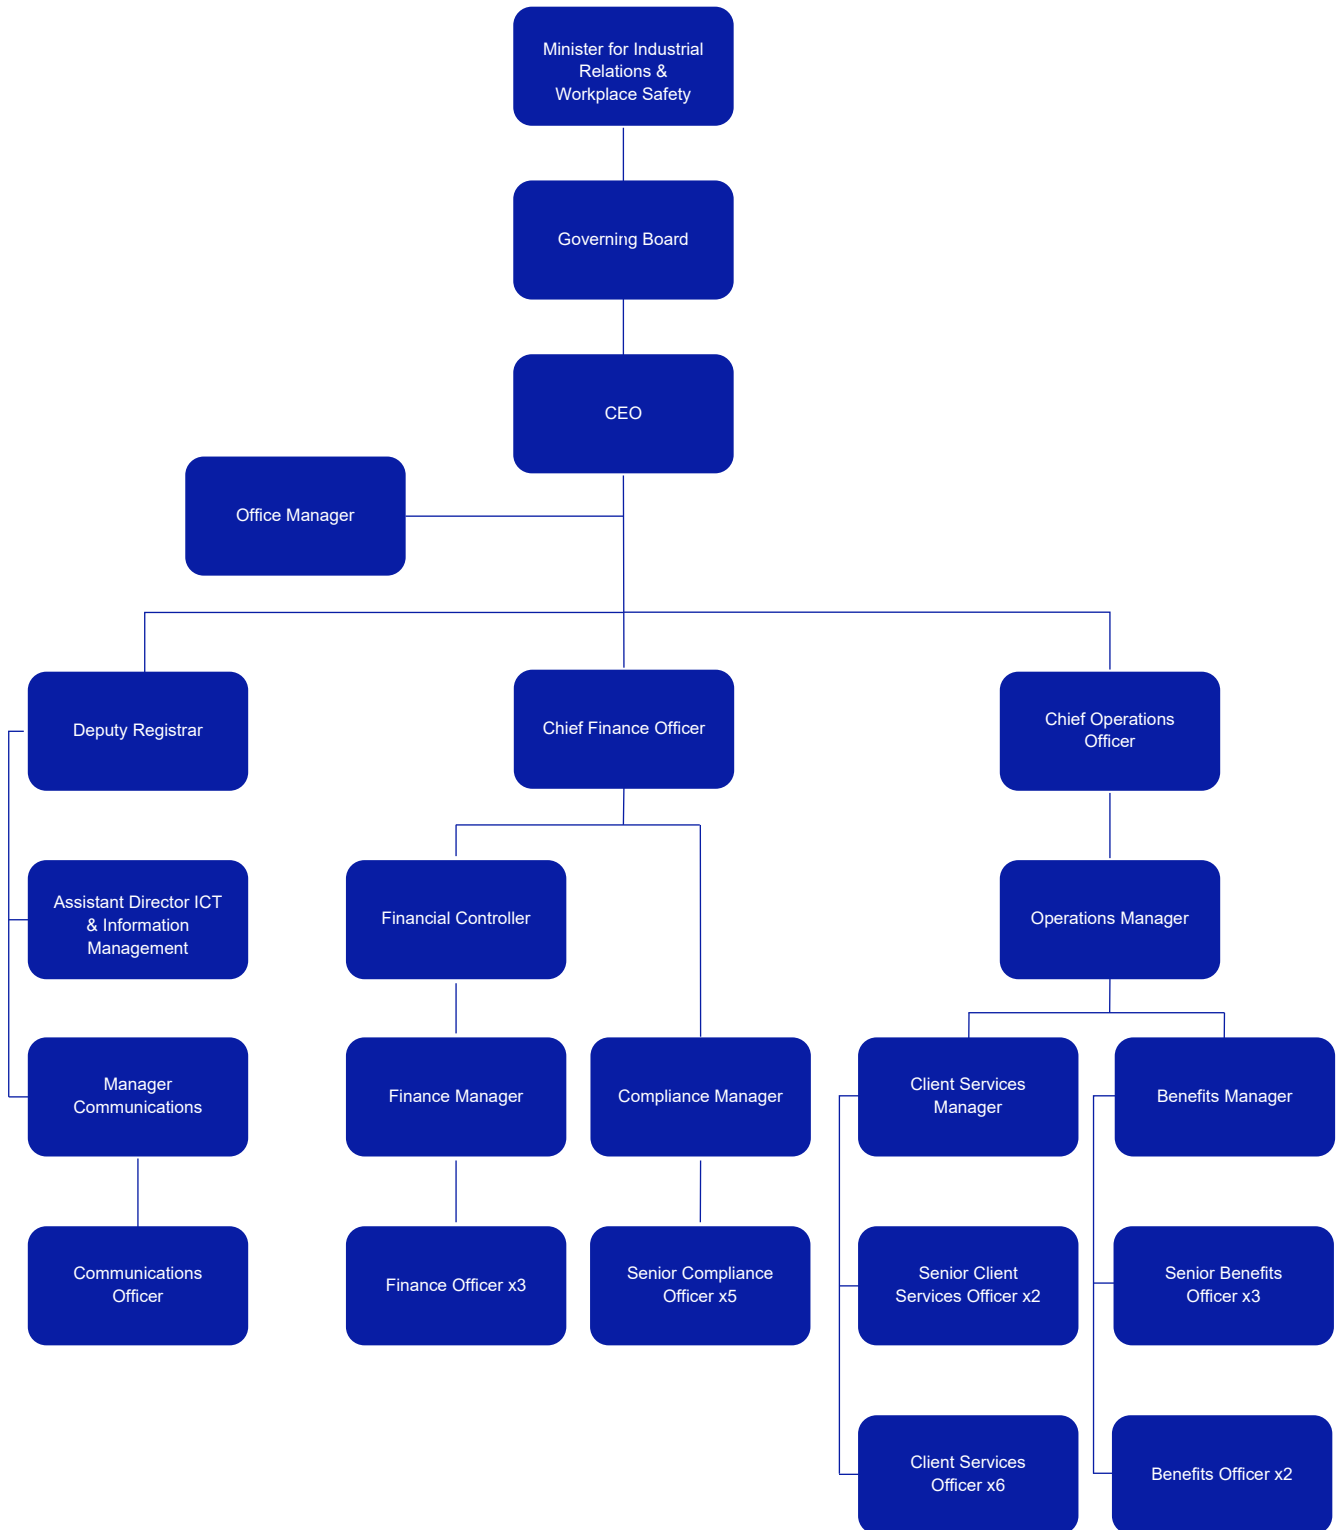 Minister for Industrial
Relations &
Workplace Safety
Governing Board
CEO
Office Manager
Deputy Registrar
Chief Finance Officer
Chief Operations
Officer
Assistant Director ICT
& Information
Management
Financial Controller
Operations Manager
Manager
Communications
Finance Manager
Compliance Manager
Client Services
Manager
Benefits Manager
Communications
Officer
Finance Officer x3
Senior Compliance
Officer x5
Senior Client
Services Officer x2
Senior Benefits
Officer x3
Client Services
Officer x6
Benefits Officer x2